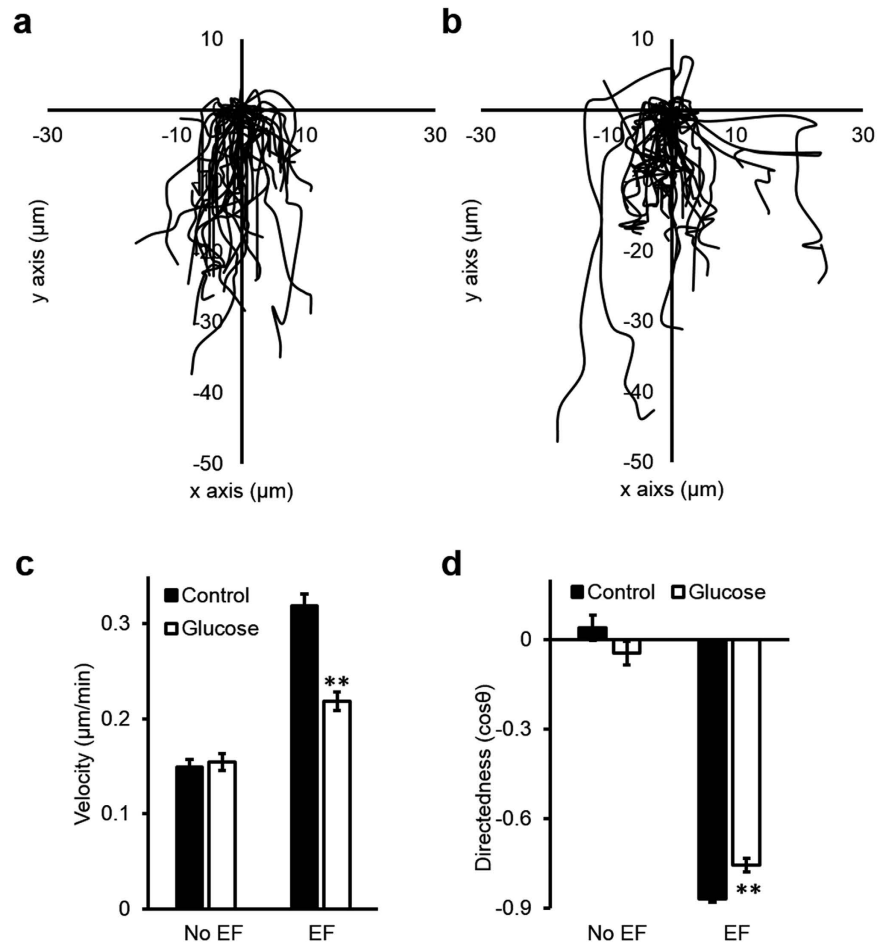 a
10
-30
-10
10
30
-20
-30
-40
-50
y axis (μm)
x axis (μm)
b
10
-30
-10
10
30
-20
-30
-40
-50
y aixs (μm)
x aixs (μm)
c
Control
Glucose
0.3
0.2
0.1
0
**
Velocity (μm/min)
No EF
EF
d
Control
Glucose
0
-0.3
-0.6
-0.9
**
Directedness (cosθ)
No EF
EF